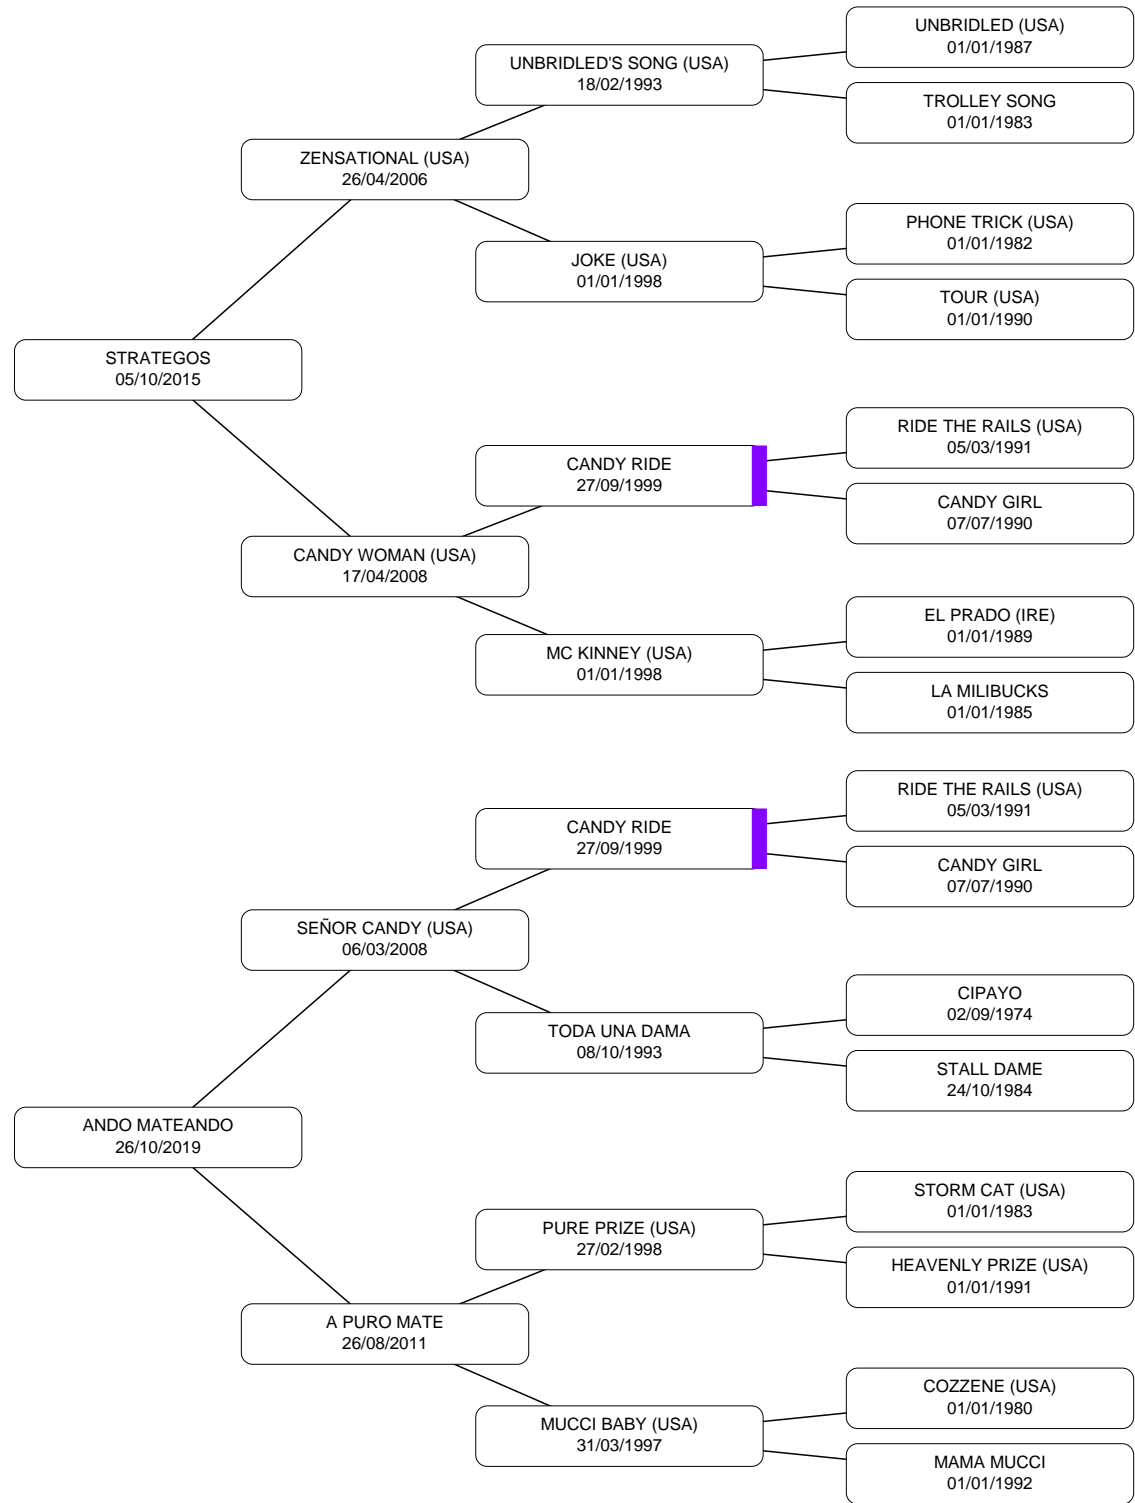 UNBRIDLED (USA)
01/01/1987
UNBRIDLED'S SONG (USA)
18/02/1993
TROLLEY SONG
01/01/1983
ZENSATIONAL (USA)
26/04/2006
PHONE TRICK (USA)
01/01/1982
JOKE (USA)
01/01/1998
TOUR (USA)
01/01/1990
STRATEGOS
05/10/2015
RIDE THE RAILS (USA)
05/03/1991
CANDY RIDE
27/09/1999
CANDY GIRL
07/07/1990
CANDY WOMAN (USA)
17/04/2008
EL PRADO (IRE)
01/01/1989
MC KINNEY (USA)
01/01/1998
LA MILIBUCKS
01/01/1985
RIDE THE RAILS (USA)
05/03/1991
CANDY RIDE
27/09/1999
CANDY GIRL
07/07/1990
SEÑOR CANDY (USA)
06/03/2008
CIPAYO
02/09/1974
TODA UNA DAMA
08/10/1993
STALL DAME
24/10/1984
ANDO MATEANDO
26/10/2019
STORM CAT (USA)
01/01/1983
PURE PRIZE (USA)
27/02/1998
HEAVENLY PRIZE (USA)
01/01/1991
A PURO MATE
26/08/2011
COZZENE (USA)
01/01/1980
MUCCI BABY (USA)
31/03/1997
MAMA MUCCI
01/01/1992